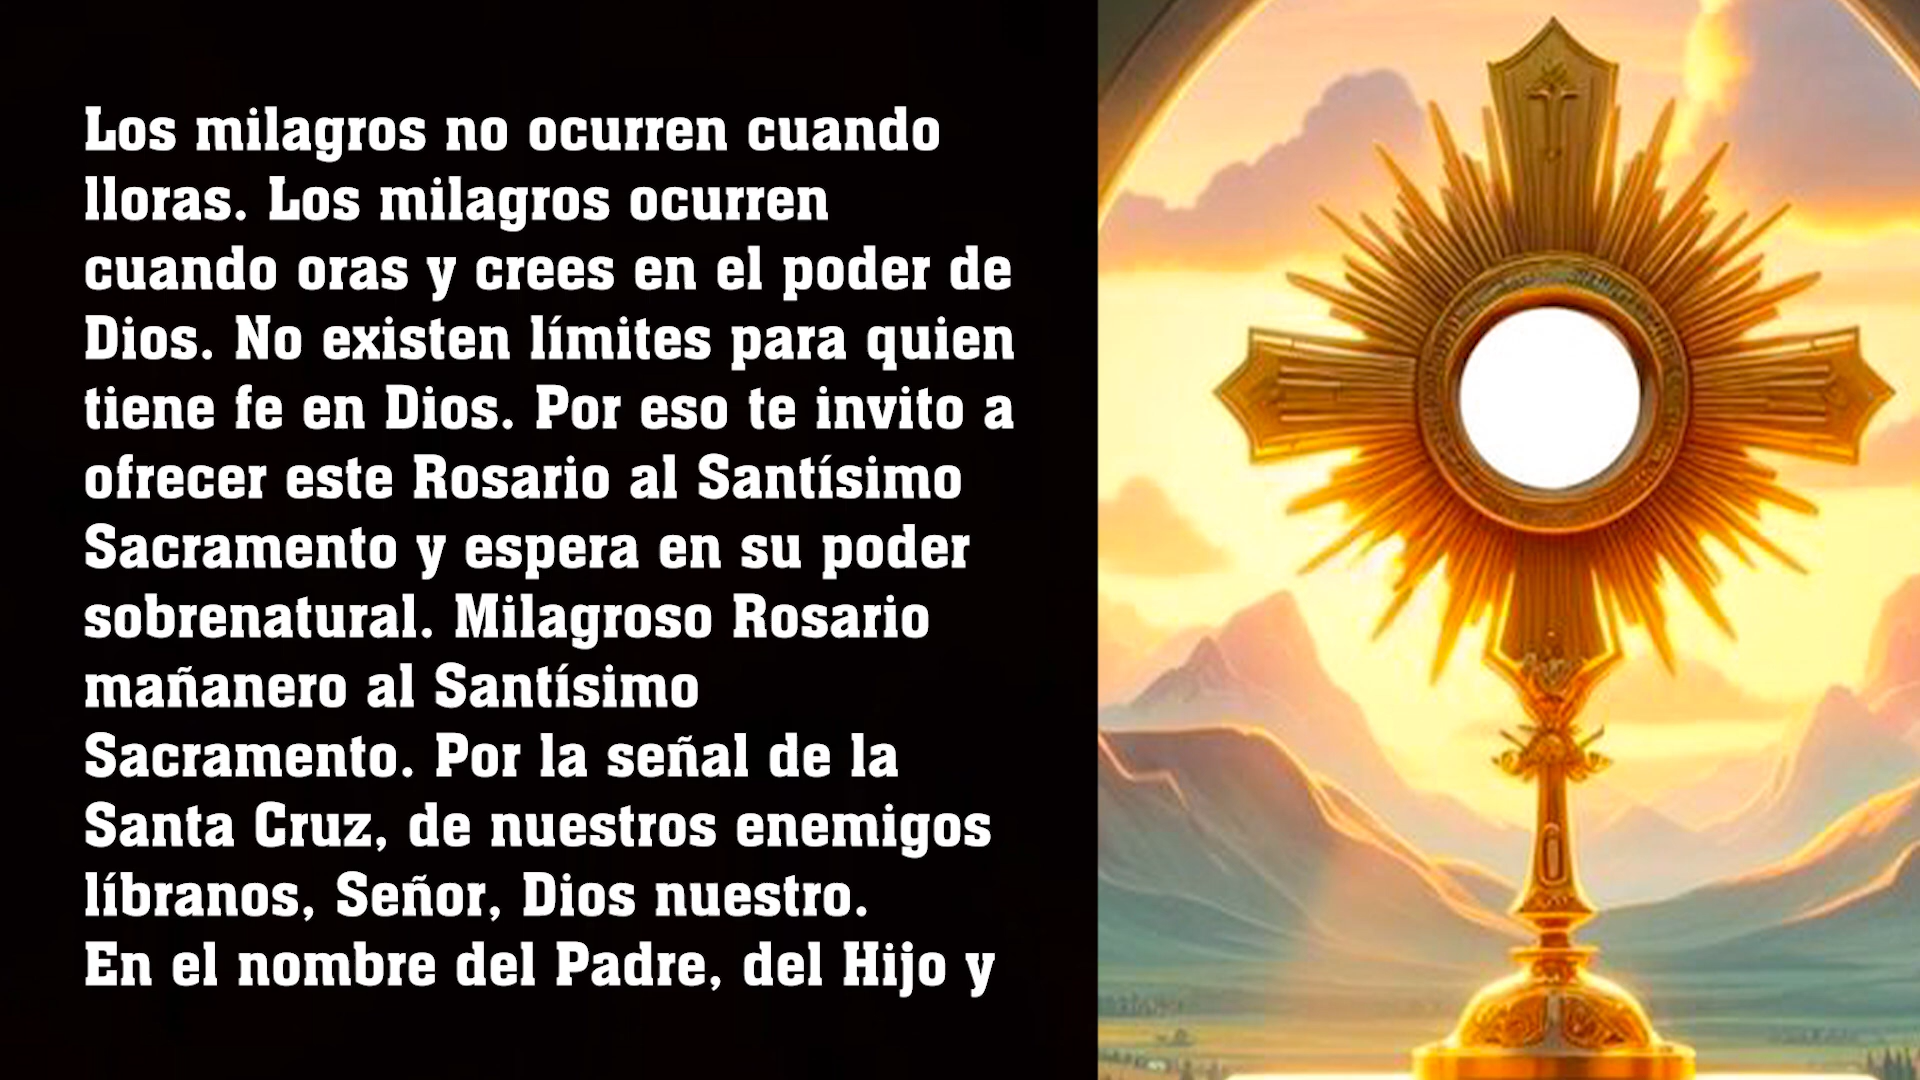 Los milagros no ocurren cuando
lloras. Los milagros ocurren
cuando oras y crees en el poder de
Dios. No existen límites para quien
tiene fe en Dios. Por eso te invito a
ofrecer este Rosario al Santísimo
Sacramento y espera en su poder
sobrenatural. Milagroso Rosario
mañanero al Santísimo
Sacramento. Por la señal de la
Santa Cruz, de nuestros enemigos
líbranos, Señor, Dios nuestro.
En el nombre del Padre, del Hijo y